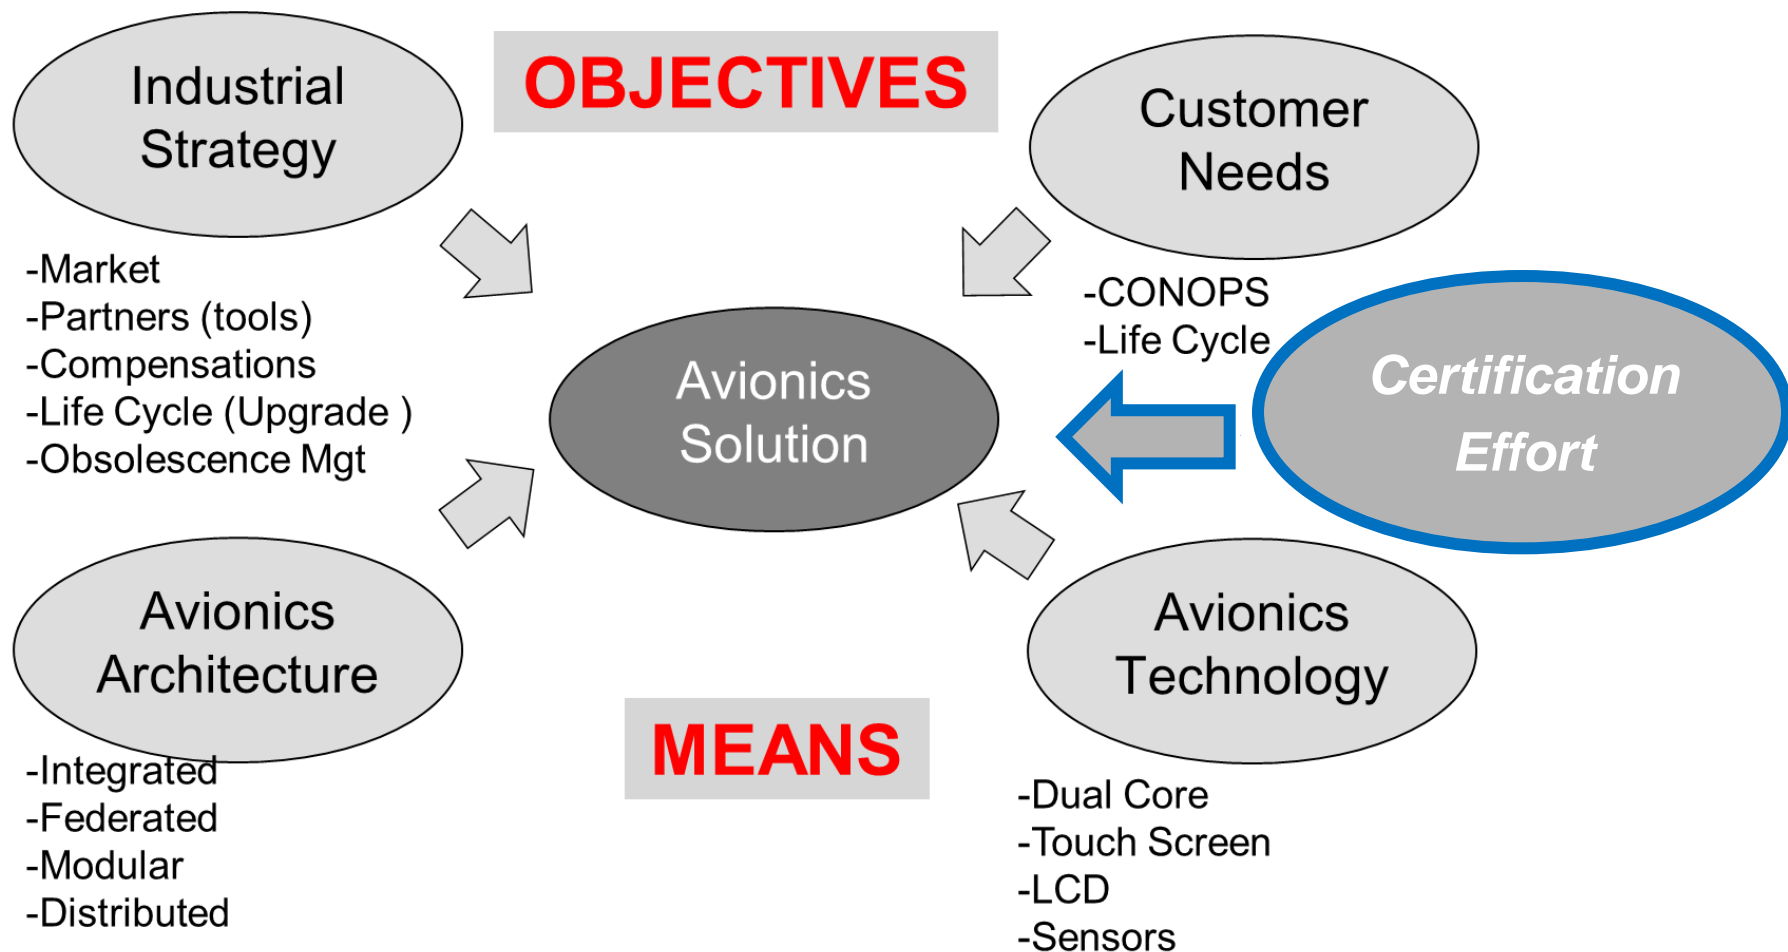 OBJECTIVES
Industrial
Strategy
-Market
-Partners (tools)
-Compensations
-Life Cycle (Upgrade )
-Obsolescence Mgt
Customer
Needs
-CONOPS
-Life Cycle
Avionics
Solution
Certification
Effort
Avionics
Architecture
-Integrated
-Federated
-Modular
-Distributed
MEANS
Avionics
Technology
-Dual Core
-Touch Screen
-LCD
-Sensors